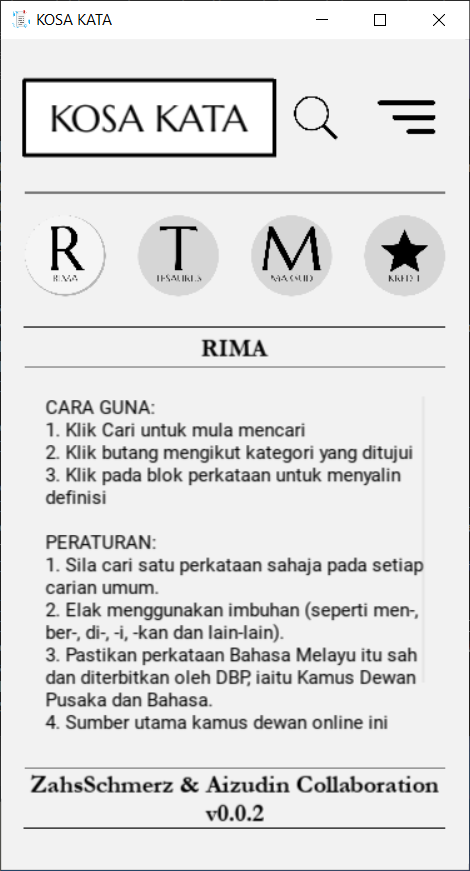 KOSA KATA
KOSA KATA
R
RIMA
T
TESAURUS
M
MAKSUD
KREDIT
RIMA
CARA GUNA:
1. Klik Cari untuk mula mencari
2. Klik butang mengikut kategori yang ditujui
3. Klik pada blok perkataan untuk menyalin
definisi
PERATURAN:
1. Sila cari satu perkataan sahaja pada setiap
carian umum.
2. Elak menggunakan imbuhan (seperti men-,
ber-, di-, -i, -kan dan lain-lain).
3. Pastikan perkataan Bahasa Melayu itu sah
dan diterbitkan oleh DBP, iaitu Kamus Dewan
Pusaka dan Bahasa.
4. Sumber utama kamus dewan online ini
ZahsSchmerz & Aizudin Collaboration
v0.0.2